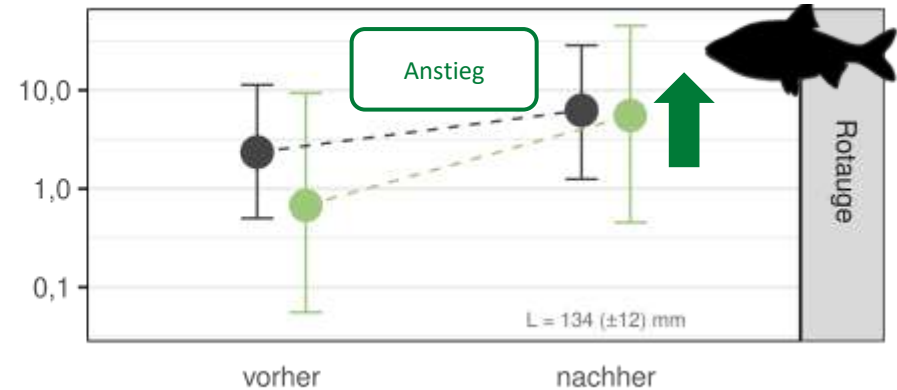 Anstieg
10,0
1,0
0,1
Rotauge
L = 134 (±12) mm
vorher
nachher